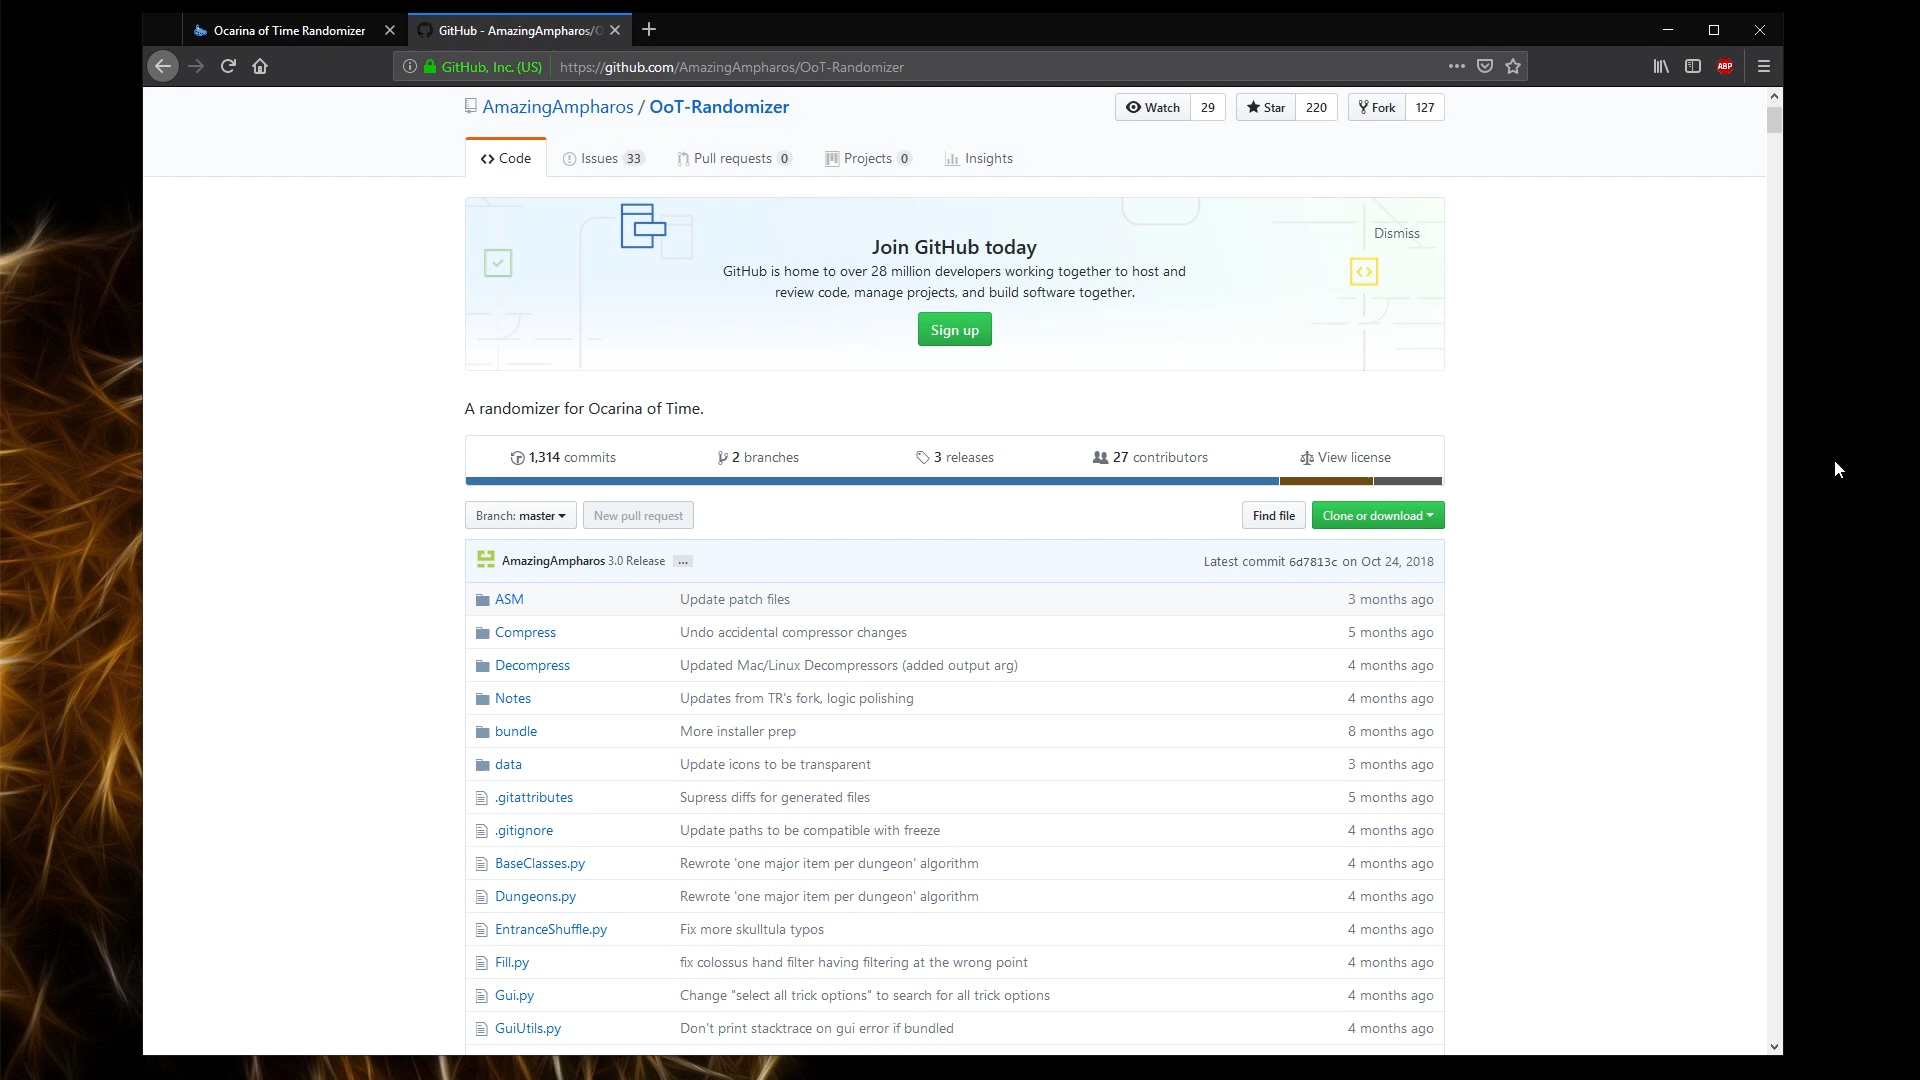 Ocarina of Time Randomizer
GitHub - AmazingAmpharos/O
GitHub, Inc. (US) https://github.com/AmazingAmpharos/OoT-Randomizer
ABP
AmazingAmpharos / OoT-Randomizer
Watch 29 Star 220 Fork 127
Code Issues 33 Pull requests 0 Projects 0 Insights
Dismiss
Join GitHub today
GitHub is home to over 28 million developers working together to host and
review code, manage projects, and build software together.
Sign up
A randomizer for Ocarina of Time.
1,314 commits 2 branches 3 releases 27 contributors View license
Branch: master New pull request Find file Clone or download
AmazingAmpharos 3.0 Release ... Latest commit 6d7813c on Oct 24, 2018
ASM Update patch files 3 months ago
Compress Undo accidental compressor changes 5 months ago
Decompress Updated Mac/Linux Decompressors (added output arg) 4 months ago
Notes Updates from TR's fork, logic polishing 4 months ago
bundle More installer prep 8 months ago
data Update icons to be transparent 3 months ago
.gitattributes Supress diffs for generated files 5 months ago
.gitignore Update paths to be compatible with freeze 4 months ago
BaseClasses.py Rewrote 'one major item per dungeon' algorithm 4 months ago
Dungeons.py Rewrote 'one major item per dungeon' algorithm 4 months ago
EntranceShuffle.py Fix more skulltula typos 4 months ago
Fill.py fix colossus hand filter having filtering at the wrong point 4 months ago
Gui.py Change "select all trick options" to search for all trick options 4 months ago
GuiUtils.py Don't print stacktrace on gui error if bundled 4 months ago